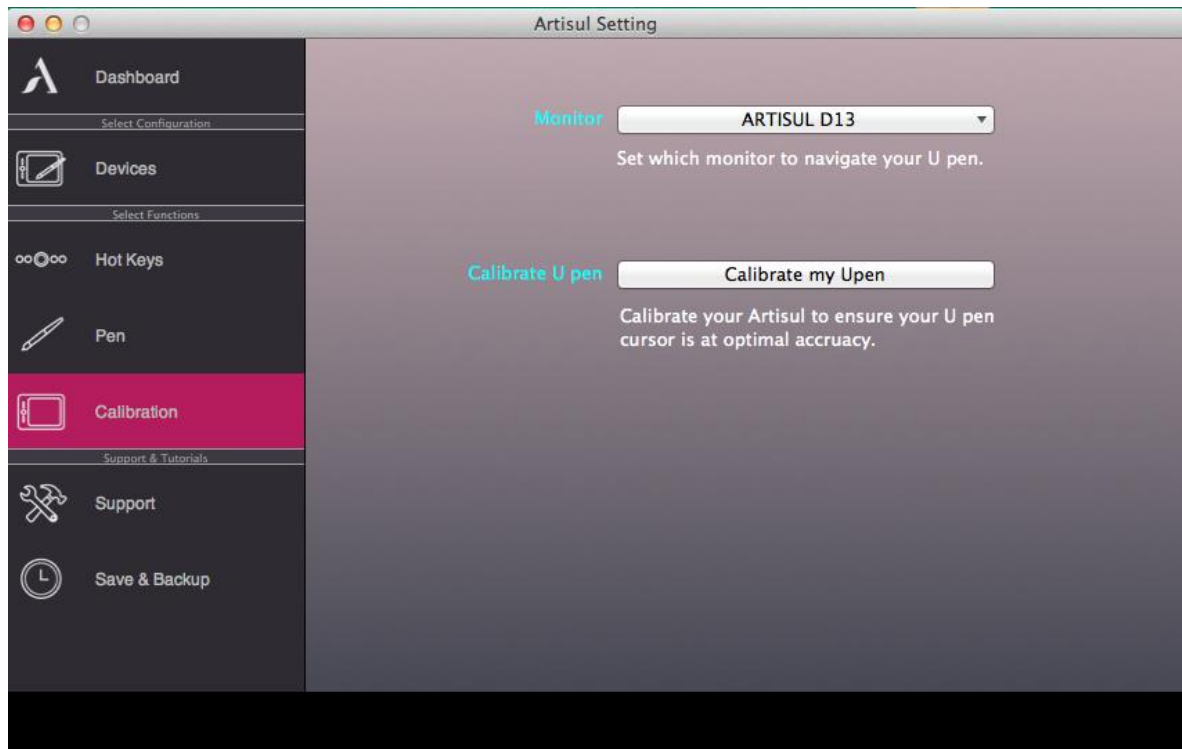 Artisul Setting
Dashboard
Select Configuration
Devices
Select Functions
Hot Keys
Pen
Calibration
Support & Tutorials
Support
Save & Backup
Monitor
ARTISUL D13
Set which monitor to navigate your U pen.
Calibrate U pen
Calibrate my Upen
Calibrate your Artisul to ensure your U pen
cursor is at optimal accruacy.